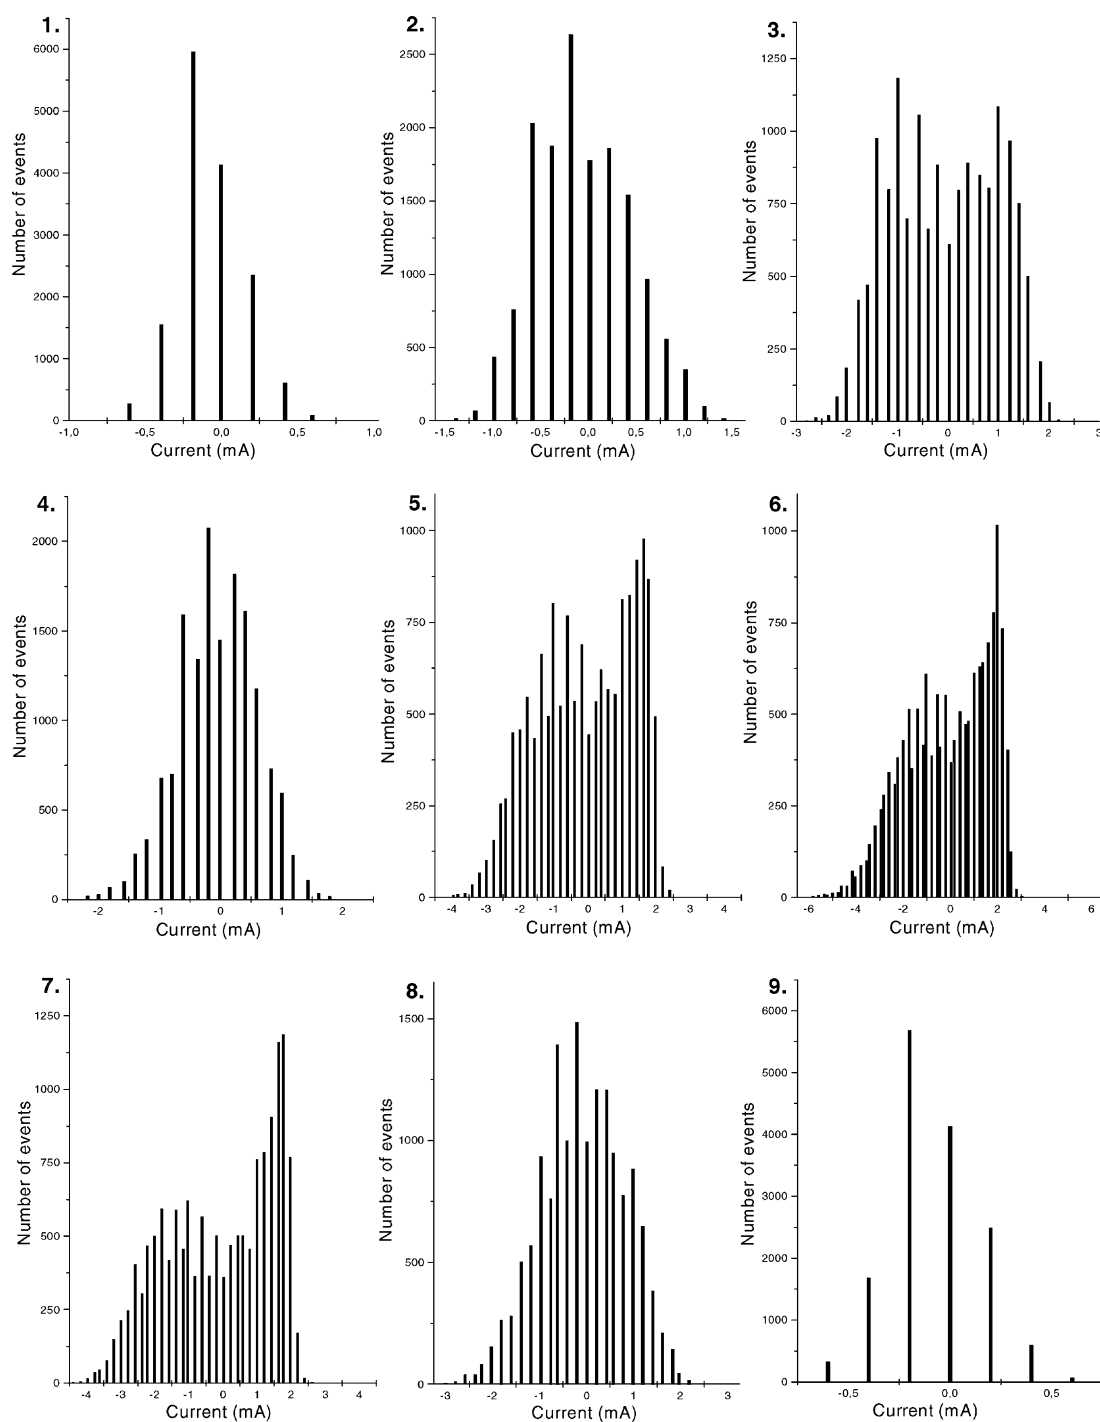 1.
6000
5000
4000
3000
2000
1000
0
Number of events
-1,0 -0,5 0,0 0,5 1,0
Current (mA)
2.
2500
2000
1500
1000
500
0
Number of events
-1,5 -1,0 -0,5 0,0 0,5 1,0 1,5
Current (mA)
3.
1250
1000
750
500
250
0
Number of events
-3 -2 -1 0 1 2 3
Current (mA)
4.
2000
1500
1000
500
0
Number of events
-2 -1 0 1 2
Current (mA)
5.
1000
750
500
250
0
Number of events
-4 -3 -2 -1 0 1 2 3 4
Current (mA)
6.
1000
750
500
250
0
Number of events
-6 -4 -2 0 2 4 6
Current (mA)
7.
1250
1000
750
500
250
0
Number of events
-4 -3 -2 -1 0 1 2 3 4
Current (mA)
8.
1500
1000
500
0
Number of events
-3 -2 -1 0 1 2 3
Current (mA)
9.
6000
5000
4000
3000
2000
1000
0
Number of events
-0,5 0,0 0,5
Current (mA)